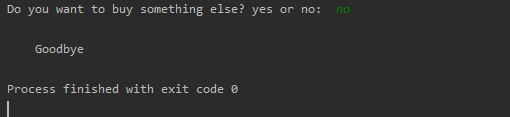 Do you want to buy something else? yes or no: no
Goodbye
Process finished with exit code 0